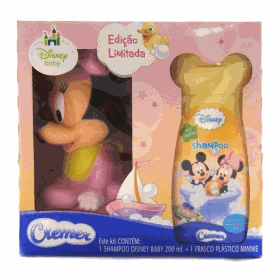 Disney
baby
Edição
Limitada
Disney
shampoo
Cremer
Cremer
Este kit CONTÉM:
1 SHAMPOO DISNEY BABY 200 mL + 1 FRASCO PLÁSTICO MINNIE